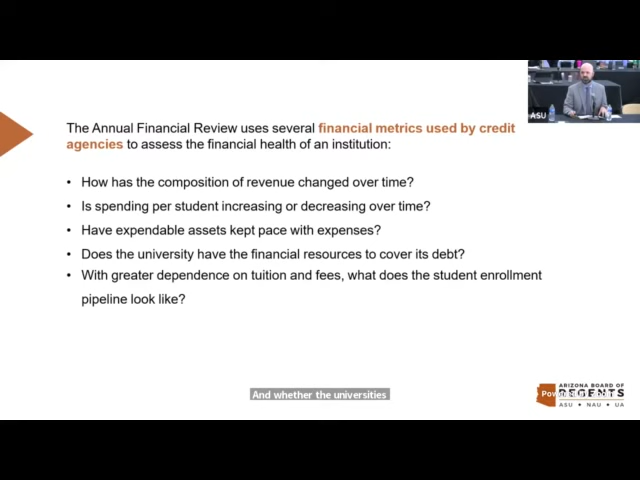 ASU
The Annual Financial Review uses several financial metrics used by credit
agencies to assess the financial health of an institution:
• How has the composition of revenue changed over time?
• Is spending per student increasing or decreasing over time?
• Have expendable assets kept pace with expenses?
• Does the university have the financial resources to cover its debt?
• With greater dependence on tuition and fees, what does the student enrollment
pipeline look like?
And whether the universities
ARIZONA BOARD OF
REGENTS
ASU • NAU • UA